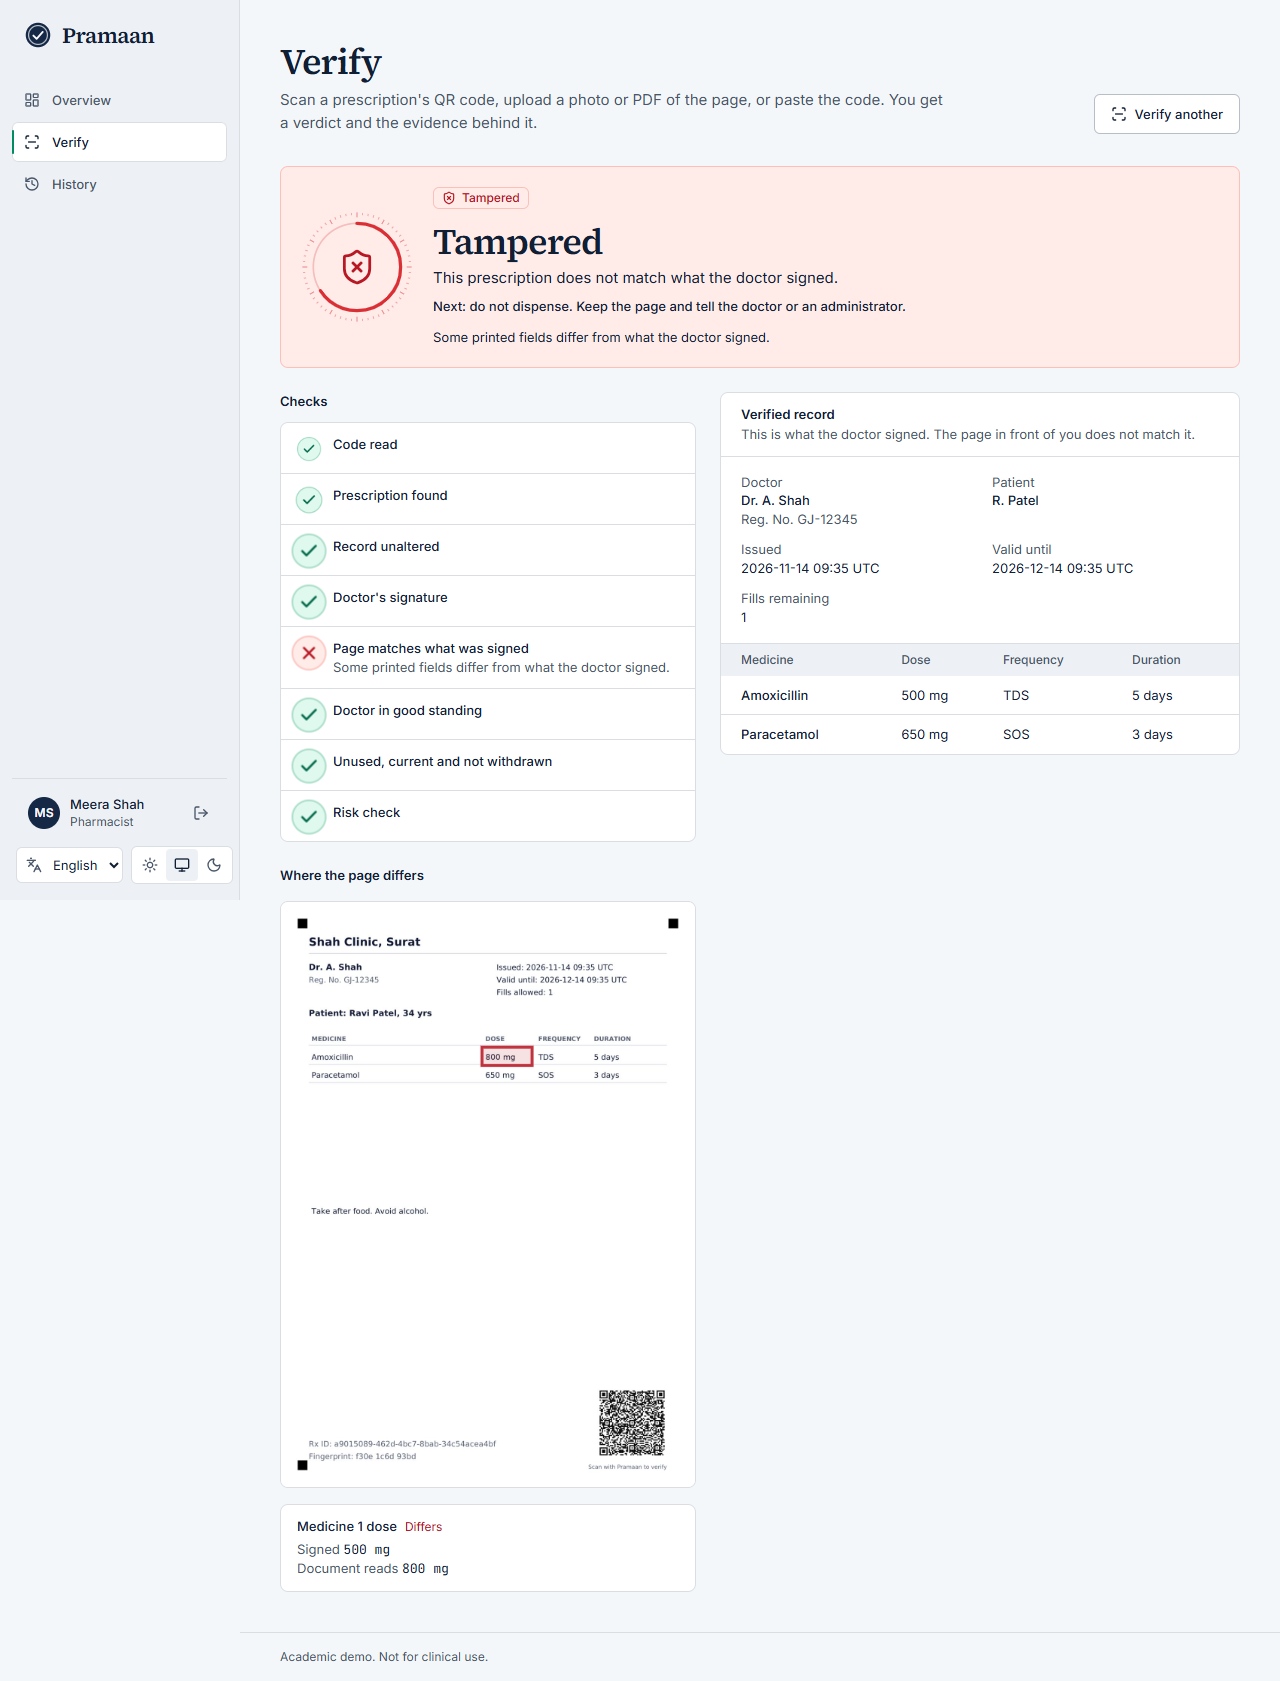 Pramaan
Overview
Verify
History
Verify
Scan a prescription's QR code, upload a photo or PDF of the page, or paste the code. You get
a verdict and the evidence behind it.
Verify another
Tampered
Tampered
This prescription does not match what the doctor signed.
Next: do not dispense. Keep the page and tell the doctor or an administrator.
Some printed fields differ from what the doctor signed.
Checks
Code read
Prescription found
Record unaltered
Doctor's signature
Page matches what was signed
Some printed fields differ from what the doctor signed.
Doctor in good standing
Unused, current and not withdrawn
Risk check
Verified record
This is what the doctor signed. The page in front of you does not match it.
Doctor
Dr. A. Shah
Reg. No. GJ-12345
Patient
R. Patel
Issued
2026-11-14 09:35 UTC
Valid until
2026-12-14 09:35 UTC
Fills remaining
1
Medicine Dose Frequency Duration
Amoxicillin 500 mg TDS 5 days
Paracetamol 650 mg SOS 3 days
MS
Meera Shah
Pharmacist
English
Where the page differs
Shah Clinic, Surat
Dr. A. Shah
Reg. No. GJ-12345
Issued: 2026-11-14 09:35 UTC
Valid until: 2026-12-14 09:35 UTC
Fills allowed: 1
Patient: Ravi Patel, 34 yrs
MEDICINE DOSE FREQUENCY DURATION
Amoxicillin 800 mg TDS 5 days
Paracetamol 650 mg SOS 3 days
Take after food. Avoid alcohol.
Rx ID: a9015089-462d-4bc7-8bab-34c54acea4bf
Fingerprint: f30e 1c6d 93bd
Scan with Pramaan to verify
Medicine 1 dose Differs
Signed 500 mg
Document reads 800 mg
Academic demo. Not for clinical use.